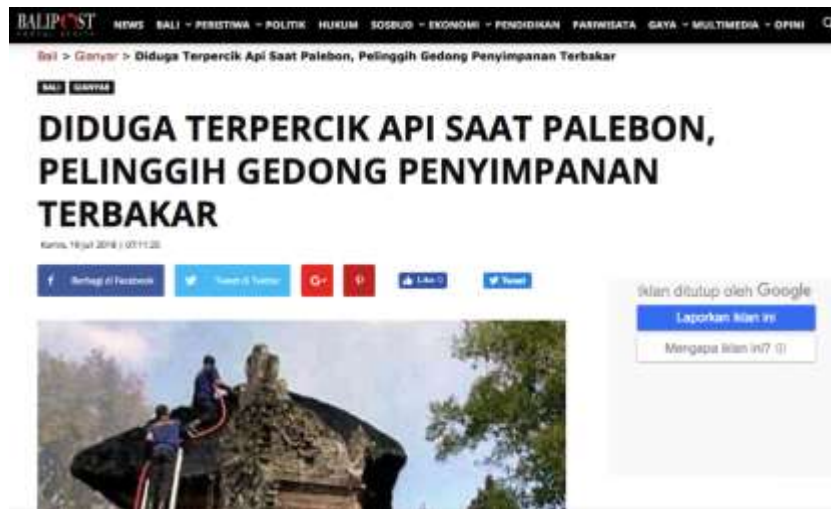 BALIPOST NEWS BALI PERISTIWA POLITIK HUKUM SOSBUD EKONOMI PENDIDIKAN PARIWISATA GAYA MULTIMEDIA OPINI
Bali > Gianyar > Diduga Terpercik Api Saat Palebon, Pelinggih Gedong Penyimpanan Terbakar
BALI GIANYAR
DIDUGA TERPERCIK API SAAT PALEBON,
PELINGGIH GEDONG PENYIMPANAN
TERBAKAR
Berbagi di Facebook Tweet di Twitter G+ Like Tweet
Iklan ditutup oleh Google
Laporkan iklan ini
Mengapa iklan ini?